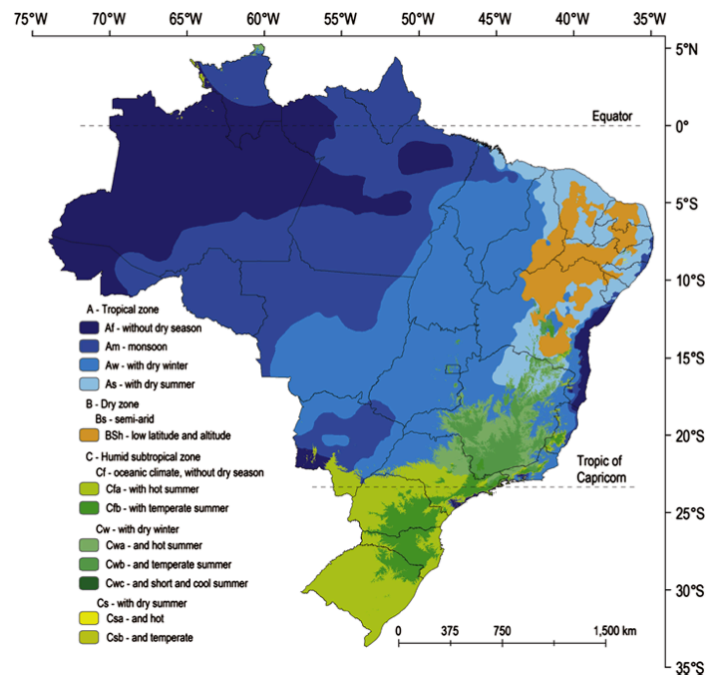 75°W 70°W 65°W 60°W 55°W 50°W 45°W 40°W 35°W
5°N
Equator
0°
5°S
10°S
A - Tropical zone
Af - without dry season
Am - monsoon
Aw - with dry winter
As - with dry summer
15°S
B - Dry zone
Bs - semi-arid
BSh - low latitude and altitude
20°S
C - Humid subtropical zone
Cf - oceanic climate, without dry season
Cfa - with hot summer
Cfb - with temperate summer
Tropic of
Capricorn
25°S
Cw - with dry winter
Cwa - and hot summer
Cwb - and temperate summer
Cwc - and short and cool summer
30°S
Cs - with dry summer
Csa - and hot
Csb - and temperate
0 375 750 1,500 km
35°S